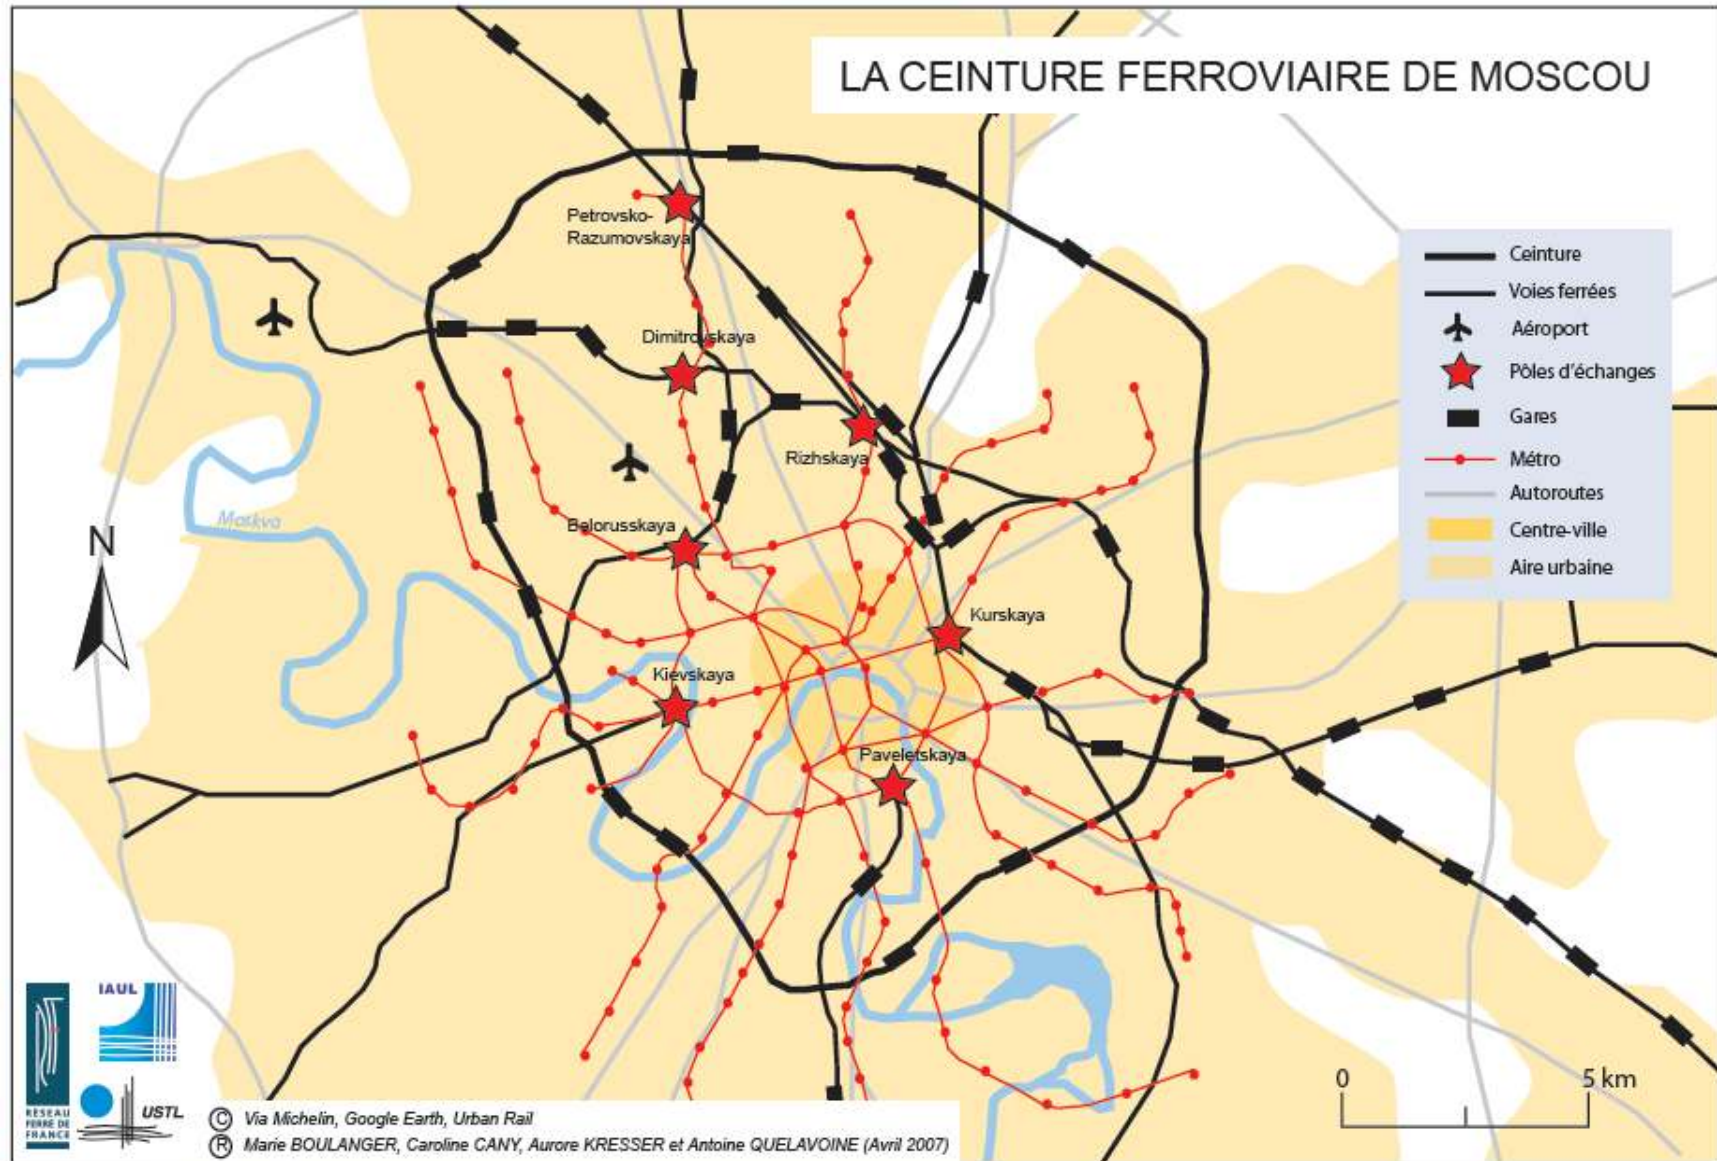 LA CEINTURE FERROVIAIRE DE MOSCOU
Petrovsko-
Razumovskaya
Dimitrovskaya
Rizhskaya
Belorusskaya
Moskva
Kurskaya
Kievskaya
Paveletskaya
N
Ceinture
Voies ferrées
Aéroport
Pôles d'échanges
Gares
Métro
Autoroutes
Centre-ville
Aire urbaine
0 5 km
IAUL
RESEAU
FERRE DE
FRANCE
USTL
© Via Michelin, Google Earth, Urban Rail
® Marie BOULANGER, Caroline CANY, Aurore KRESSER et Antoine QUELAVOINE (Avril 2007)